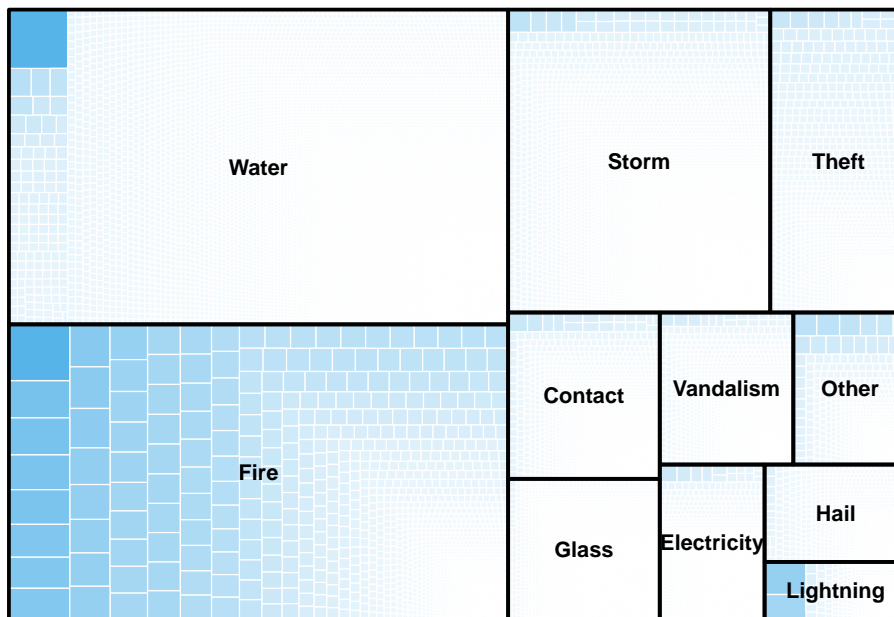 Water
Storm
Theft
Fire
Contact
Vandalism
Other
Glass
Electricity
Hail
Lightning